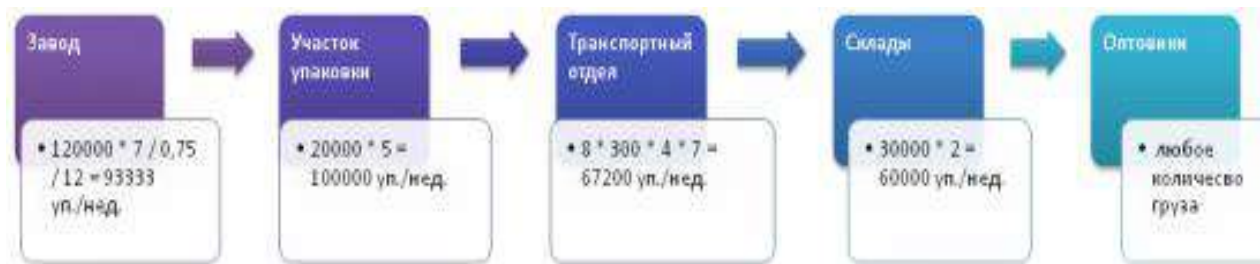 Завод
• 120000 * 7 / 0,75
/ 12 = 93333
уп./нед.
Участок
упаковки
• 20000 * 5 =
100000 уп./нед.
Транспортный
отдел
• 8 * 300 * 4 * 7 =
67200 уп./нед.
Склады
• 30000 * 2 =
60000 уп./нед.
Оптовики
• любое
количесво
груза